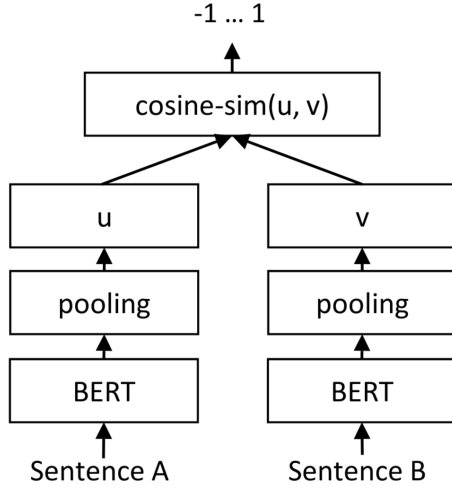 -1 … 1
cosine-sim(u, v)
u v
pooling pooling
BERT BERT
Sentence A Sentence B